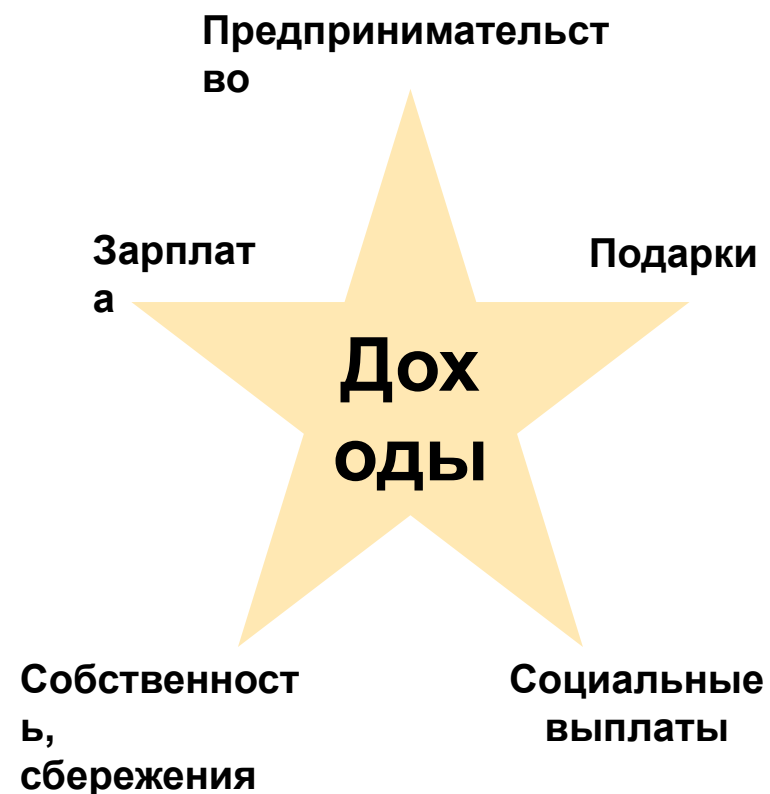 Предпринимательст
во
Зарплат
а
Подарки
Дох
оды
Собственност
ь,
сбережения
Социальные
выплаты